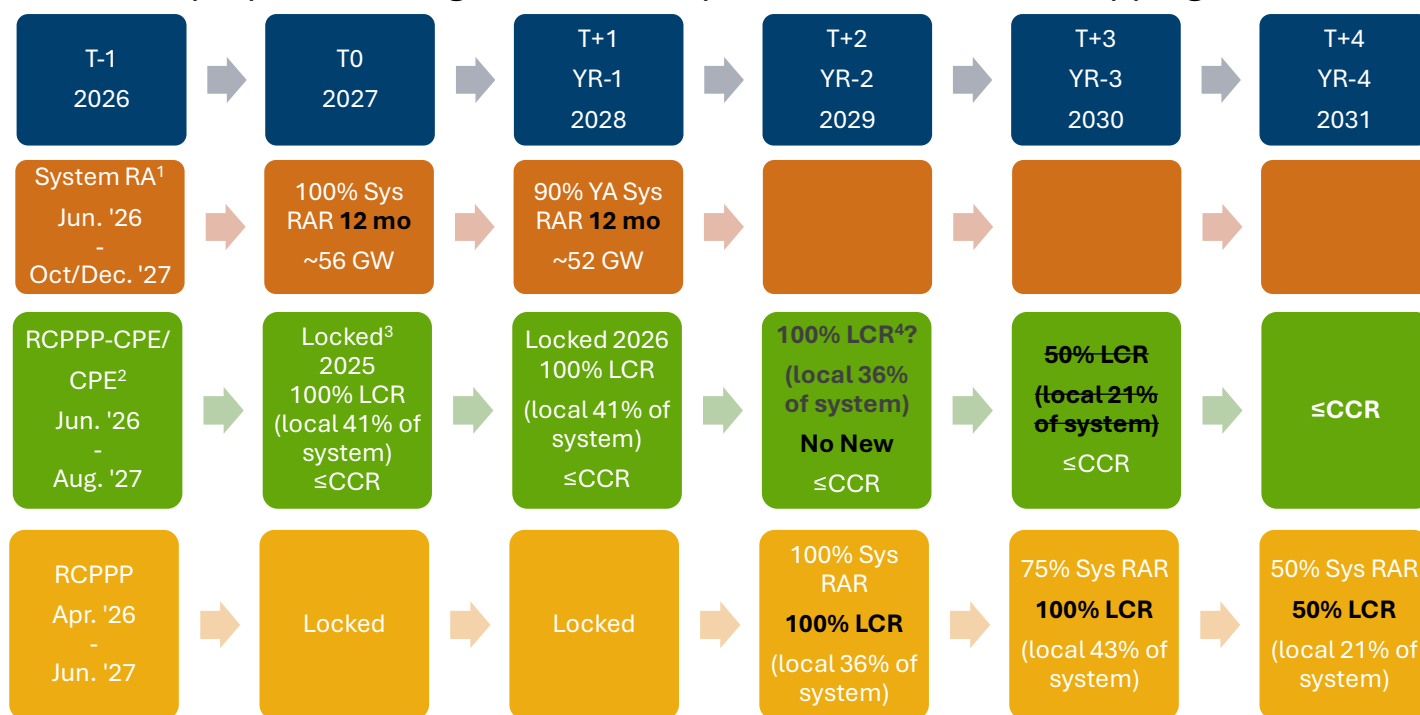 T-1
2026
T0
2027
T+1
YR-1
2028
T+2
YR-2
2029
T+3
YR-3
2030
T+4
YR-4
2031
System RA¹
Jun. '26
-
Oct/Dec. '27
100% Sys
RAR 12 mo
~56 GW
90% YA Sys
RAR 12 mo
~52 GW
RCPPP-CPE/
CPE²
Jun. '26
-
Aug. '27
Locked³
2025
100% LCR
(local 41% of
system)
≤CCR
Locked 2026
100% LCR
(local 41% of
system)
≤CCR
100% LCR⁴?
(local 36%
of system)
No New
≤CCR
50% LCR
(local 21%
of system)
≤CCR
≤CCR
RCPPP
Apr. '26
-
Jun. '27
Locked
Locked
100% Sys
RAR
100% LCR
(local 36% of
system)
75% Sys RAR
100% LCR
(local 43% of
system)
50% Sys RAR
50% LCR
(local 21% of
system)